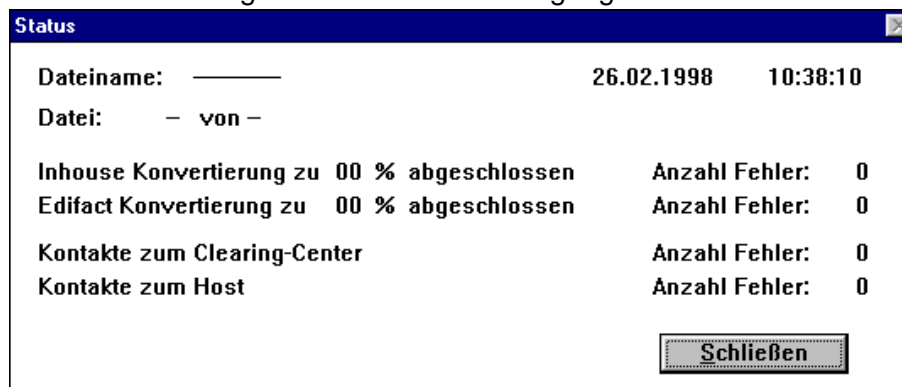 Status
Dateiname: ——— 26.02.1998 10:38:10
Datei: – von –
Inhouse Konvertierung zu 00 % abgeschlossen Anzahl Fehler: 0
Edifact Konvertierung zu 00 % abgeschlossen Anzahl Fehler: 0
Kontakte zum Clearing-Center Anzahl Fehler: 0
Kontakte zum Host Anzahl Fehler: 0
Schließen